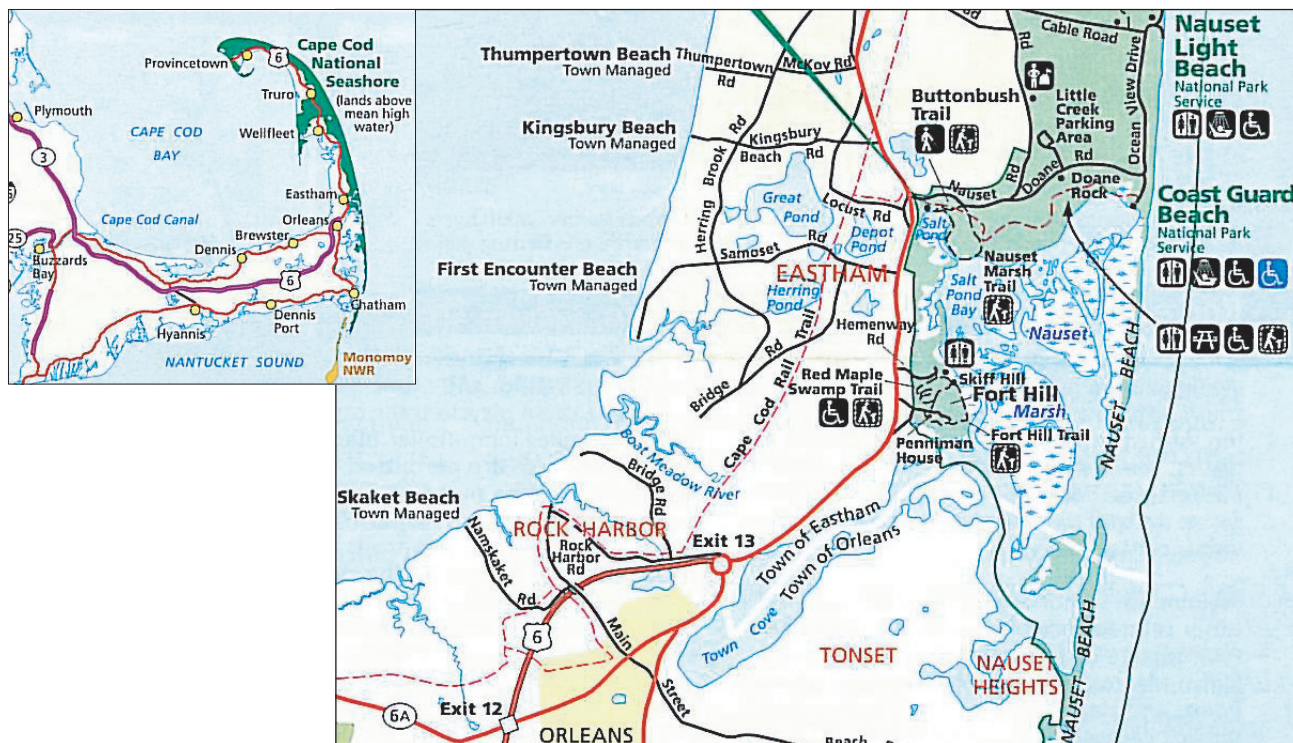 Cape Cod
National
Seashore
(lands above
mean high
water)
Provincetown
6
Truro
Wellfleet
Plymouth
CAPE COD
BAY
3
Eastham
Orleans
Cape Cod Canal
Brewster
Dennis
25
Buzzards
Bay
6
Chatham
Hyannis
Dennis
Port
NANTUCKET SOUND
Monomoy
NWR
Thumpertown Beach
Town Managed
Thumpertown
Rd
McKoy Rd
Rd
Cable Road
Nauset
Light
Beach
National Park
Service
Ocean View Drive
Little
Creek
Parking
Area
Buttonbush
Trail
Kingsbury Beach
Town Managed
Kingsbury
Beach Rd
Herring Brook Rd
Nauset Rd
Doane Rd
Doane
Rock
Coast Guard
Beach
National Park
Service
Great
Pond
Locust Rd
Depot
Pond
Salt
Pond
Samoset Rd
First Encounter Beach
Town Managed
EASTHAM
Nauset
Marsh
Trail
Salt
Pond
Bay
Herring
Pond
Hemenway
Rd
Nauset
Marsh
NAUSET BEACH
Bridge Rd
Cape Cod Rail Trail
Red Maple
Swamp Trail
Skiff Hill
Fort Hill
Fort Hill Trail
Penniman
House
Boat Meadow River
Bridge Rd
Skaket Beach
Town Managed
ROCK HARBOR
Rock
Harbor
Rd
Namskaket Rd
Exit 13
Town of Eastham
Town of Orleans
6
Main Street
Town Cove
TONSET
NAUSET
HEIGHTS
NAUSET BEACH
6A
Exit 12
ORLEANS
Beach